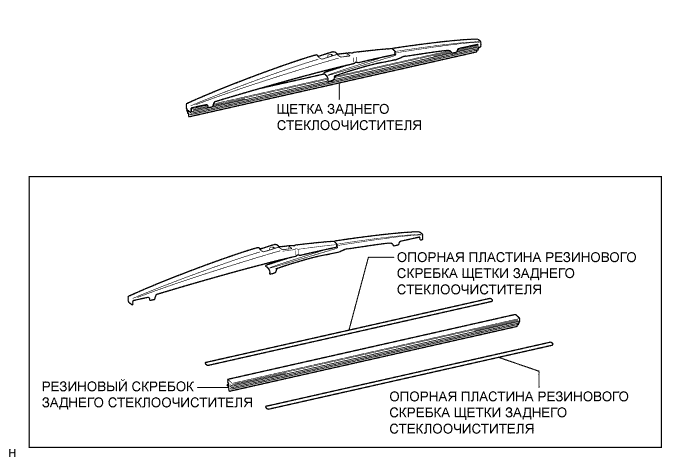 ЩЕТКА ЗАДНЕГО
СТЕКЛООЧИСТИТЕЛЯ
ОПОРНАЯ ПЛАСТИНА РЕЗИНОВОГО
СКРЕБКА ЩЕТКИ ЗАДНЕГО
СТЕКЛООЧИСТИТЕЛЯ
РЕЗИНОВЫЙ СКРЕБОК
ЗАДНЕГО СТЕКЛООЧИСТИТЕЛЯ
ОПОРНАЯ ПЛАСТИНА РЕЗИНОВОГО
СКРЕБКА ЩЕТКИ ЗАДНЕГО
СТЕКЛООЧИСТИТЕЛЯ
H